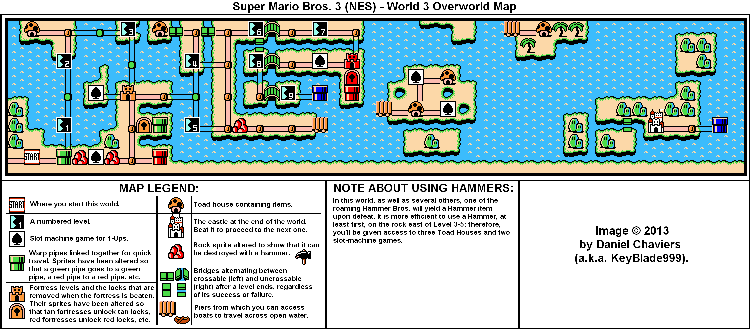 Super Mario Bros. 3 (NES) - World 3 Overworld Map
3
6
7
2
4
8
9
1
5
START
MAP LEGEND:
START
Where you start this world.
A numbered level.
Slot machine game for 1-Ups.
Warp pipes linked together for quick
travel. Sprites have been altered so
that a green pipe goes to a green
pipe, a red pipe to a red pipe, etc.
Fortress levels and the locks that are
removed when the fortress is beaten.
Their sprites have been altered so
that tan fortresses unlock tan locks,
red fortresses unlock red locks, etc.
Toad house containing items.
The castle at the end of the world.
Beat it to proceed to the next one.
Rock sprite altered to show that it can
be destroyed with a hammer.
Bridges alternating between
crossable (left) and uncrossable
(right) after a level ends, regardless
of its success or failure.
Piers from which you can access
boats to travel across open water.
NOTE ABOUT USING HAMMERS:
In this world, as well as several others, one of the
roaming Hammer Bros. will yield a Hammer item
upon defeat. It is more efficient to use a Hammer, at
least first, on the rock east of Level 3-5; therefore,
you'll be given access to three Toad Houses and two
slot-machine games.
Image © 2013
by Daniel Chaviers
(a.k.a. KeyBlade999).